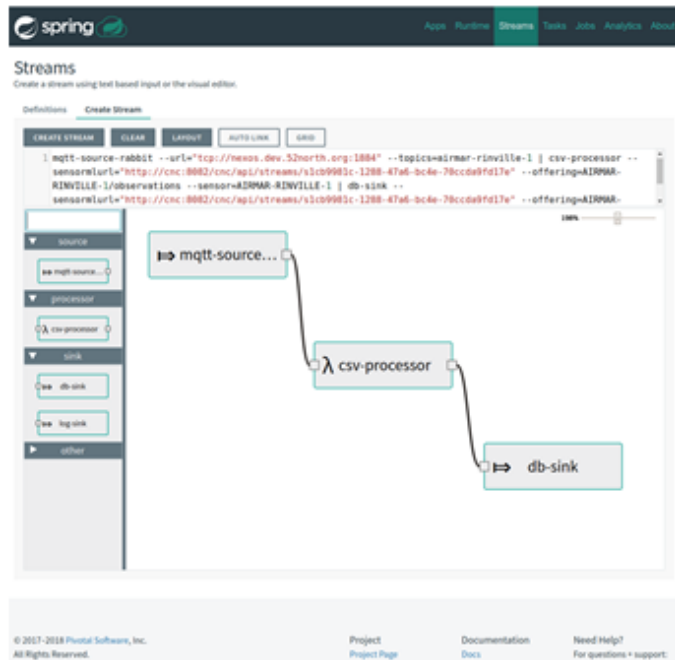 spring
Apps Runtime Streams Tasks Jobs Analytics About
Streams
Create a stream using text based input or the visual editor.
Definitions Create Stream
CREATE STREAM CLEAR LAYOUT AUTO LINK GRID
1 mqtt-source-rabbit --url="tcp://nexos.dev.52north.org:1884" --topics=airmar-rinville-1 | csv-processor --
sensormlurl="http://cnc:8082/cnc/api/streams/s1cb9981c-1288-47a6-bc4e-70ccda9fd17e" --offering=AIRMAR-
RINVILLE-1/observations --sensor=AIRMAR-RINVILLE-1 | db-sink --
sensormlurl="http://cnc:8082/cnc/api/streams/s1cb9981c-1288-47a6-bc4e-70ccda9fd17e" --offering=AIRMAR-
100%
source
mqtt-source...
processor
λ csv-processor
sink
db-sink
log-sink
other
mqtt-source...
λ csv-processor
db-sink
© 2017-2018 Pivotal Software, Inc.
All Rights Reserved.
Project
Project Page
Documentation
Docs
Need Help?
For questions + support: